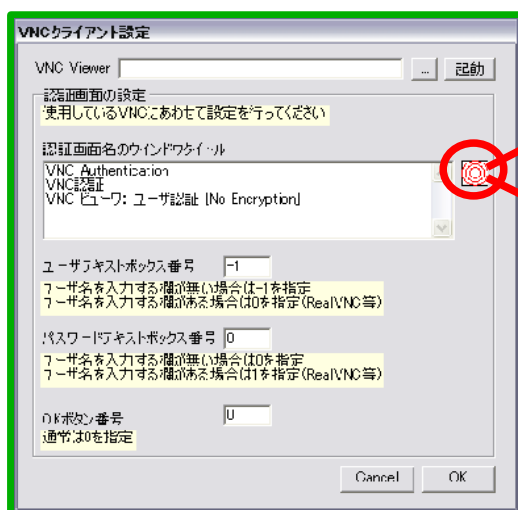 VNCクライアント設定
VNC Viewer
... 起動
認証画面の設定
使用しているVNCにあわせて設定を行ってください
認証画面名のウインドウタイトル
VNC Authentication
VNC認証
VNC ビューワ: ユーザ認証 [No Encryption]
ユーザテキストボックス番号 -1
ユーザ名を入力する欄が無い場合は-1を指定
ユーザ名を入力する欄がある場合は0を指定(RealVNC等)
パスワードテキストボックス番号 0
ユーザ名を入力する欄が無い場合は0を指定
ユーザ名を入力する欄がある場合は1を指定(RealVNC等)
OKボタン番号 0
通常は0を指定
Cancel OK